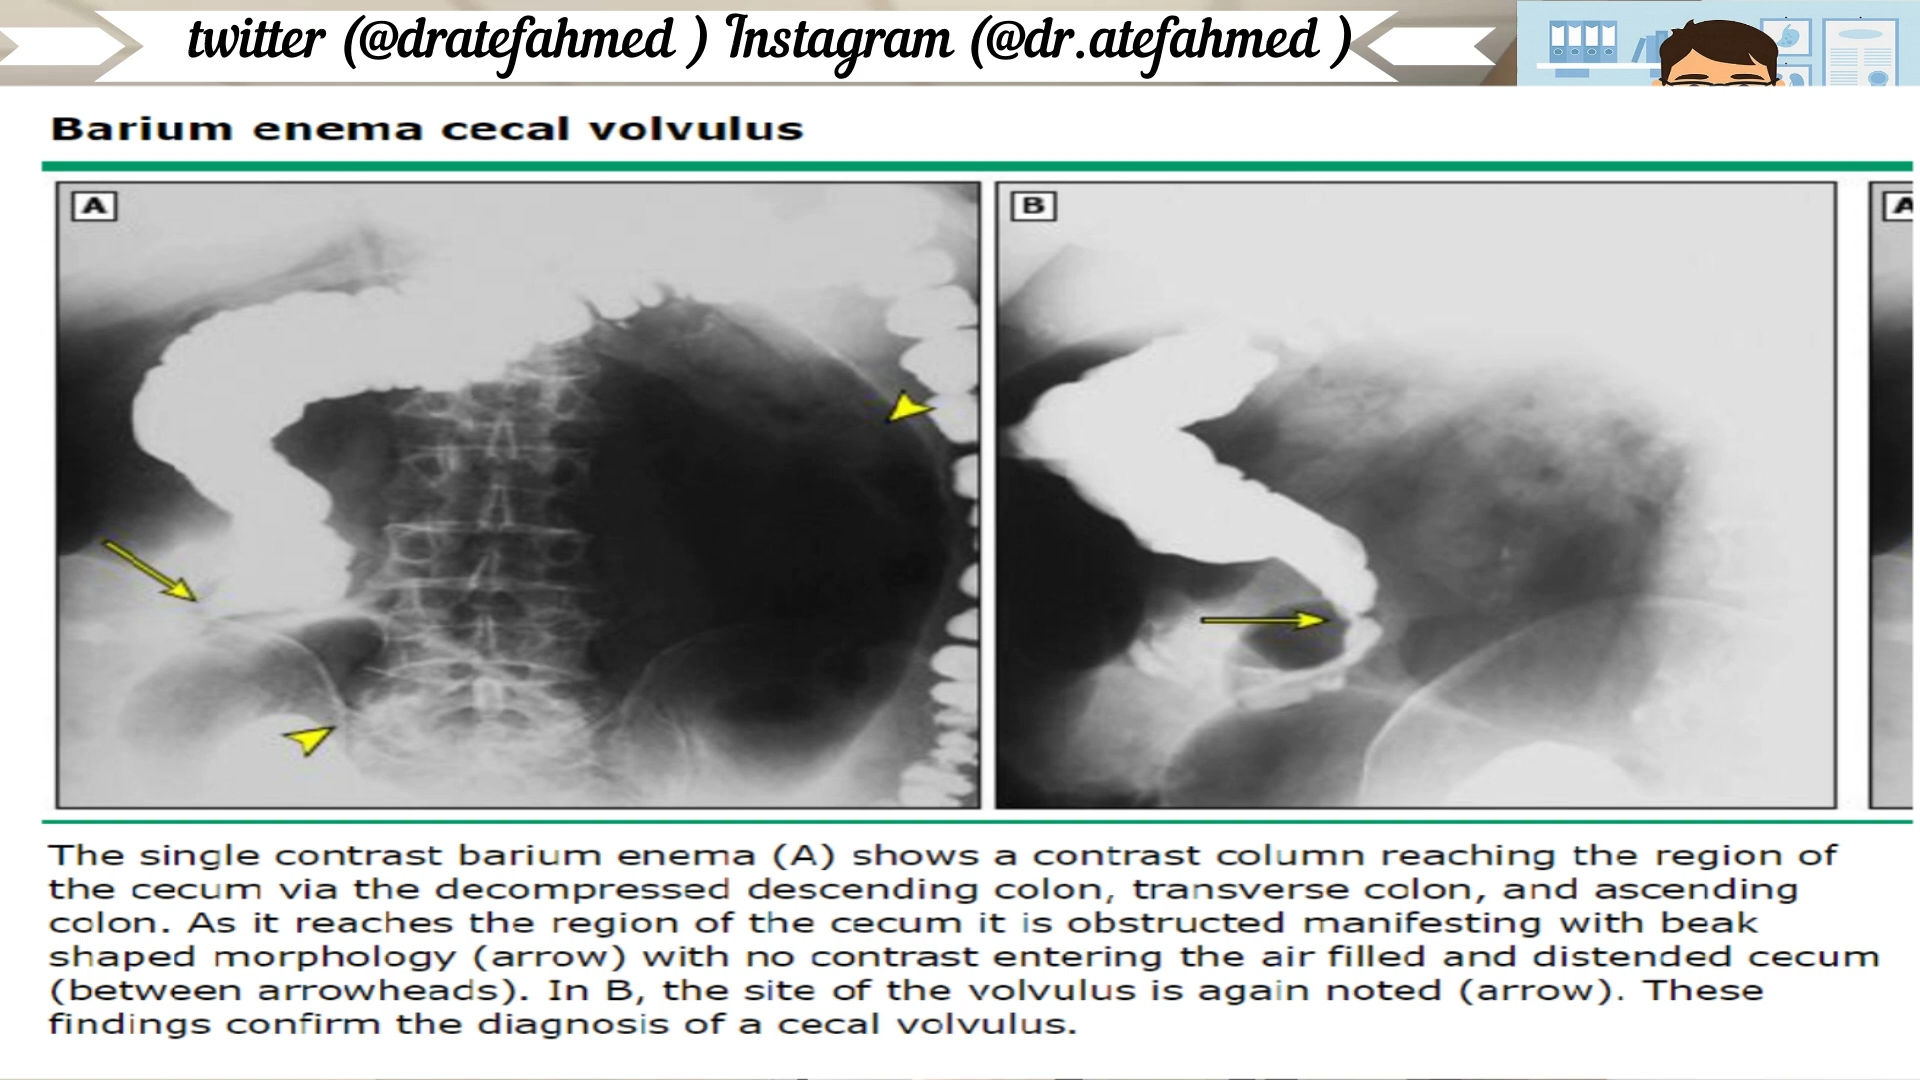 twitter (@dratefahmed ) Instagram (@dr.atefahmed )
Barium enema cecal volvulus
A
B
A
The single contrast barium enema (A) shows a contrast column reaching the region of
the cecum via the decompressed descending colon, transverse colon, and ascending
colon. As it reaches the region of the cecum it is obstructed manifesting with beak
shaped morphology (arrow) with no contrast entering the air filled and distended cecum
(between arrowheads). In B, the site of the volvulus is again noted (arrow). These
findings confirm the diagnosis of a cecal volvulus.